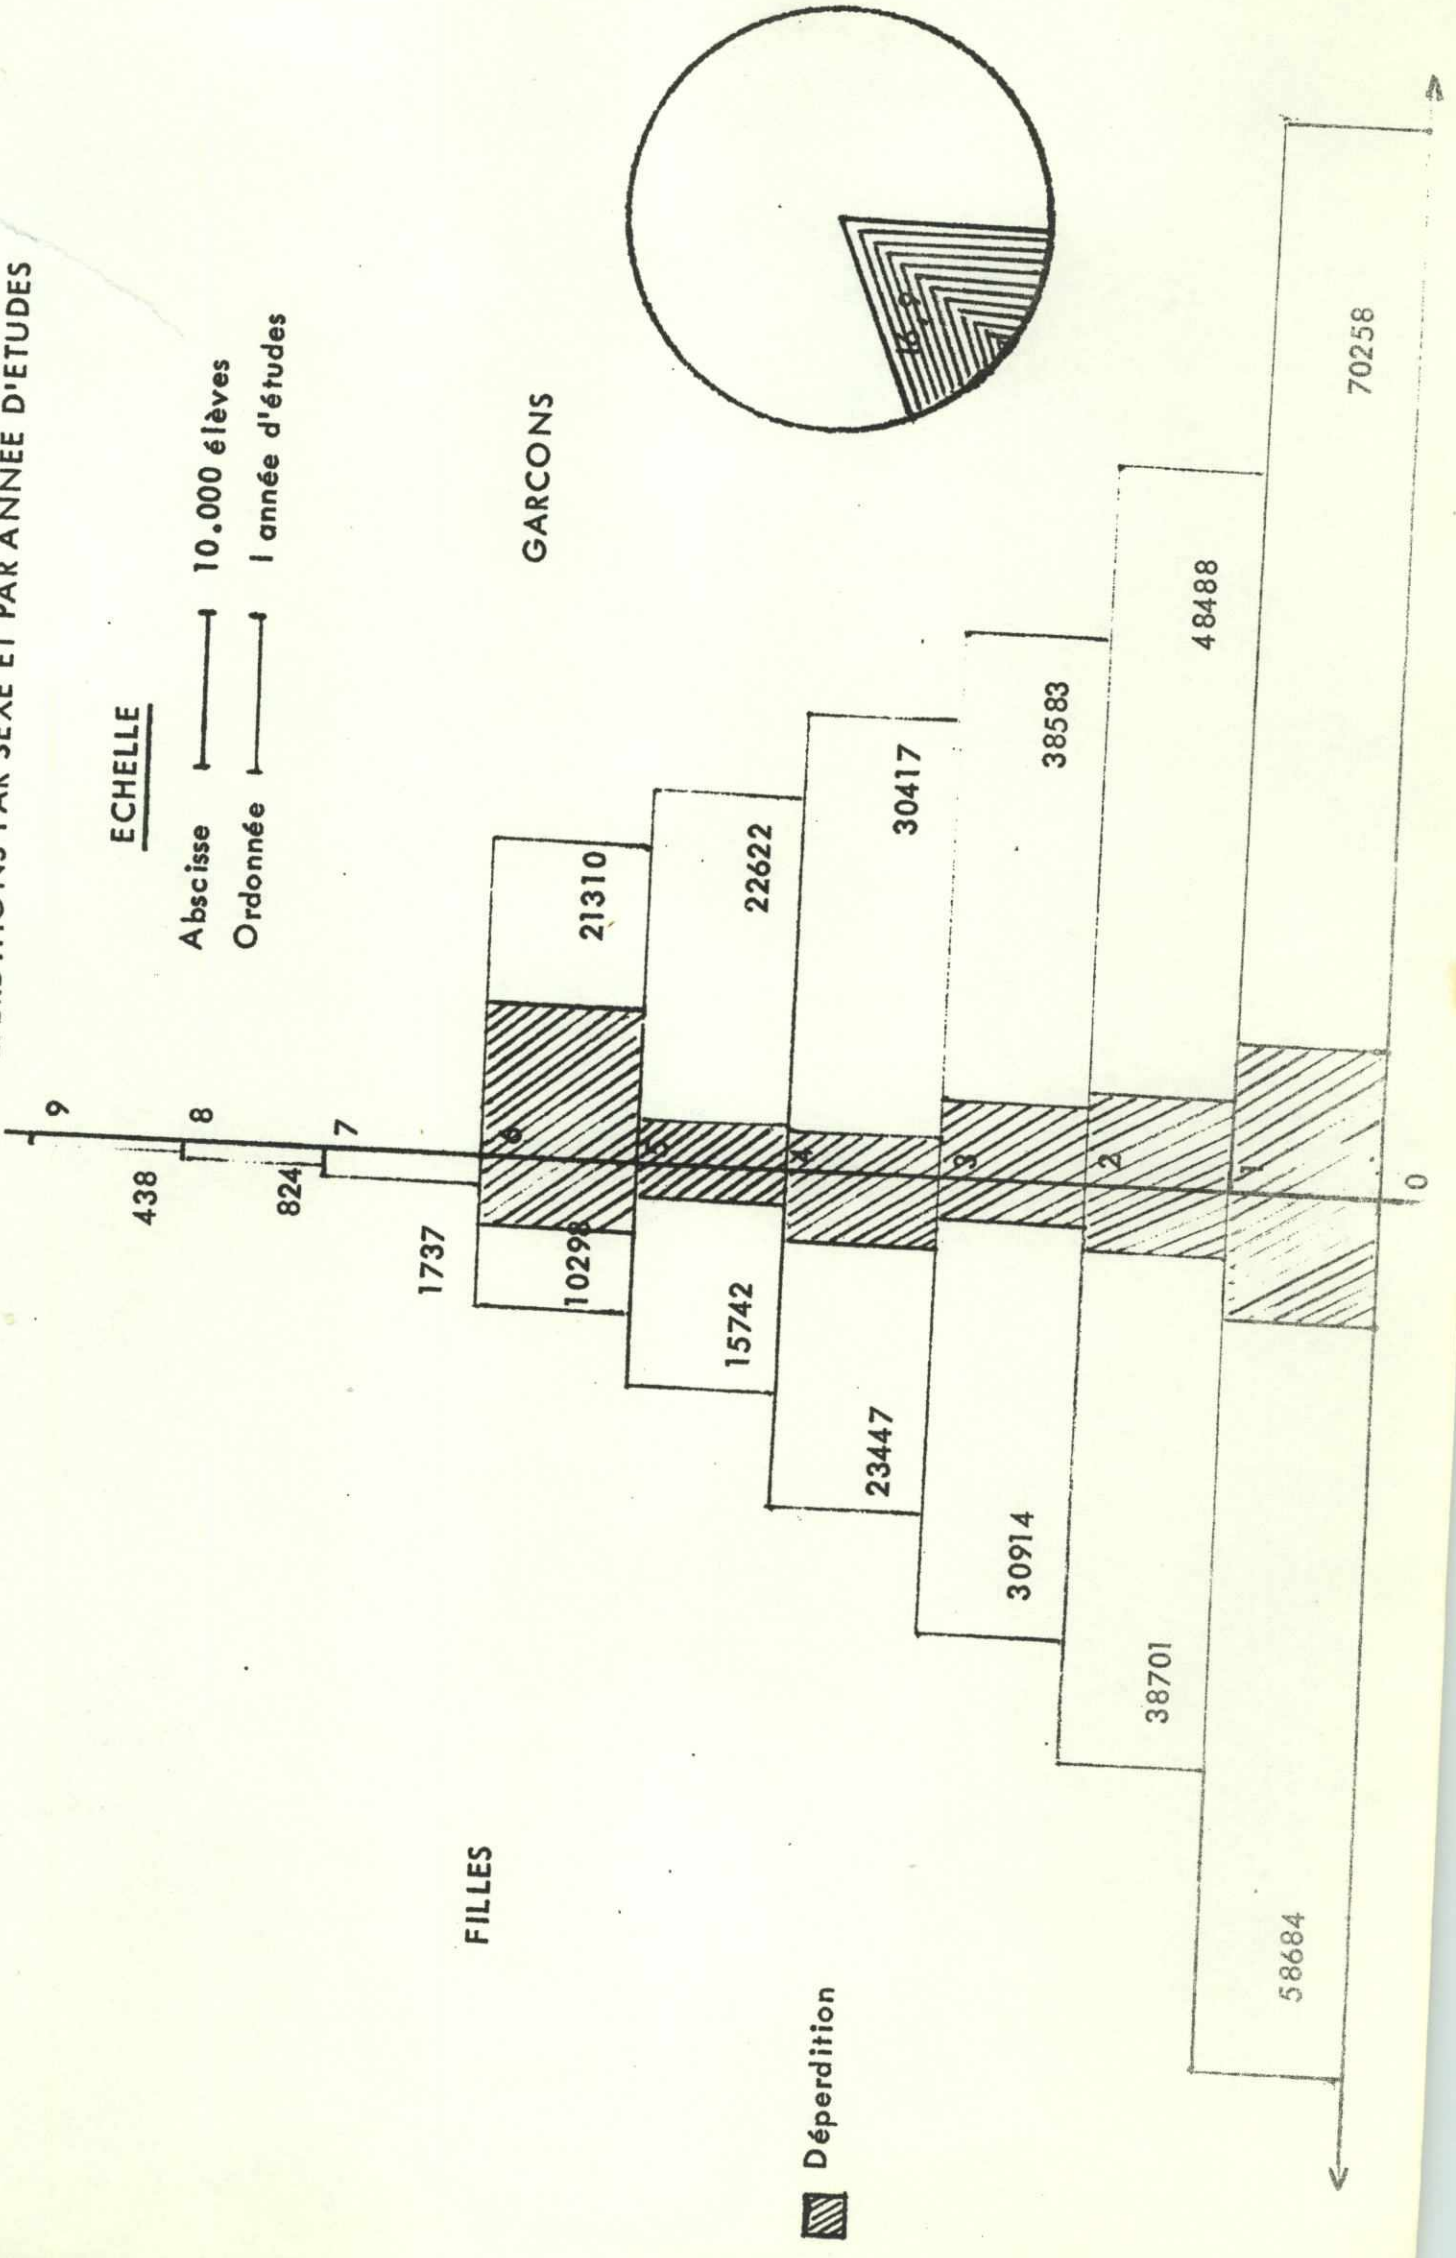 PAR SEXE ET PAR ANNEE D'ETUDES
ECHELLE
Abscisse 10.000 élèves
Ordonnée 1 année d'études
FILLES
GARCONS
9
438 8
824 7
1737
6
10298 21310
5
15742 22622
4
23447 30417
3
30914 38583
2
38701 48488
1
58684 70258
0
16,9
Déperdition